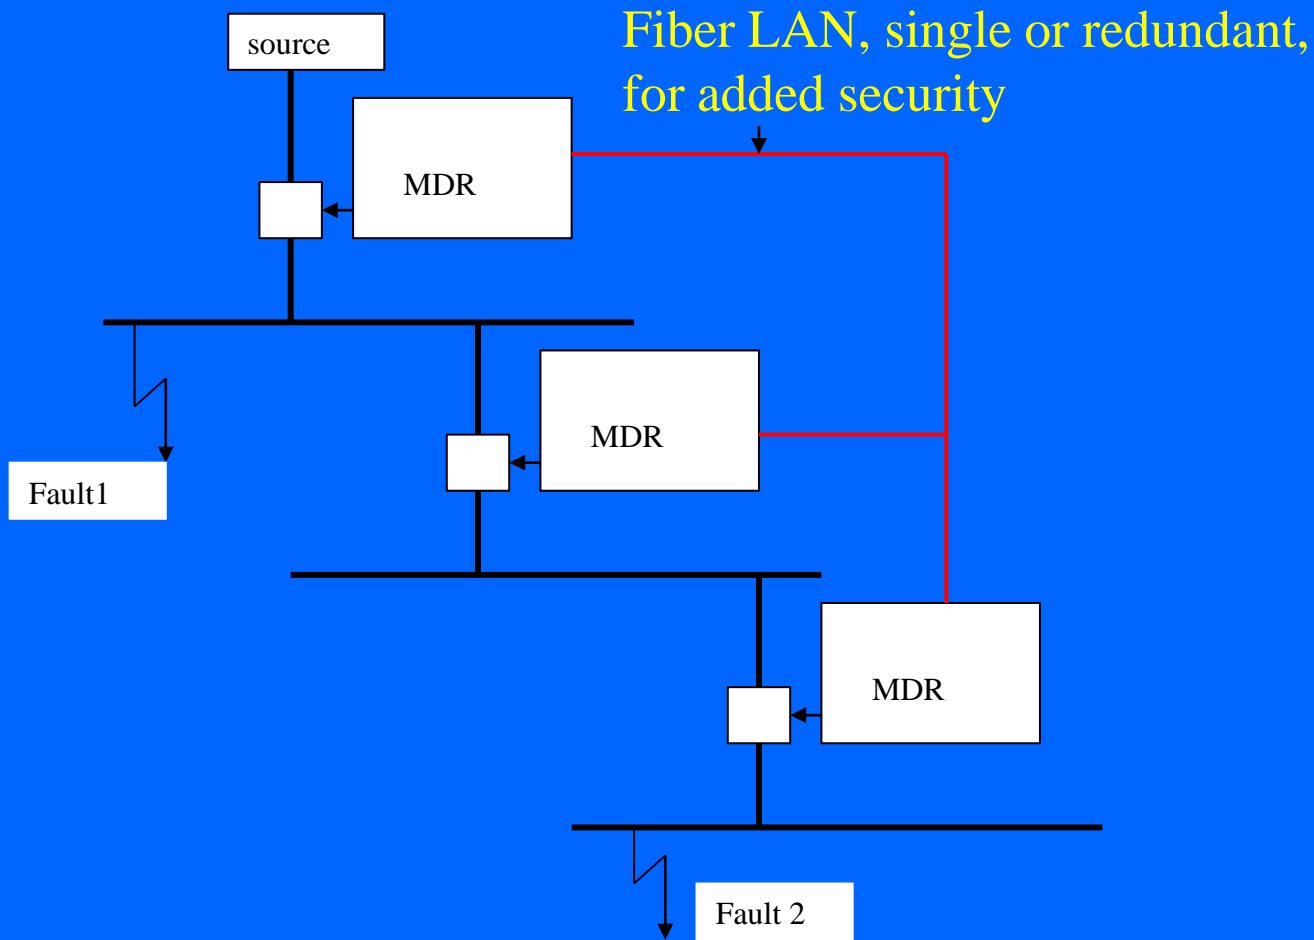 source
Fiber LAN, single or redundant,
for added security
MDR
MDR
Fault1
MDR
Fault 2